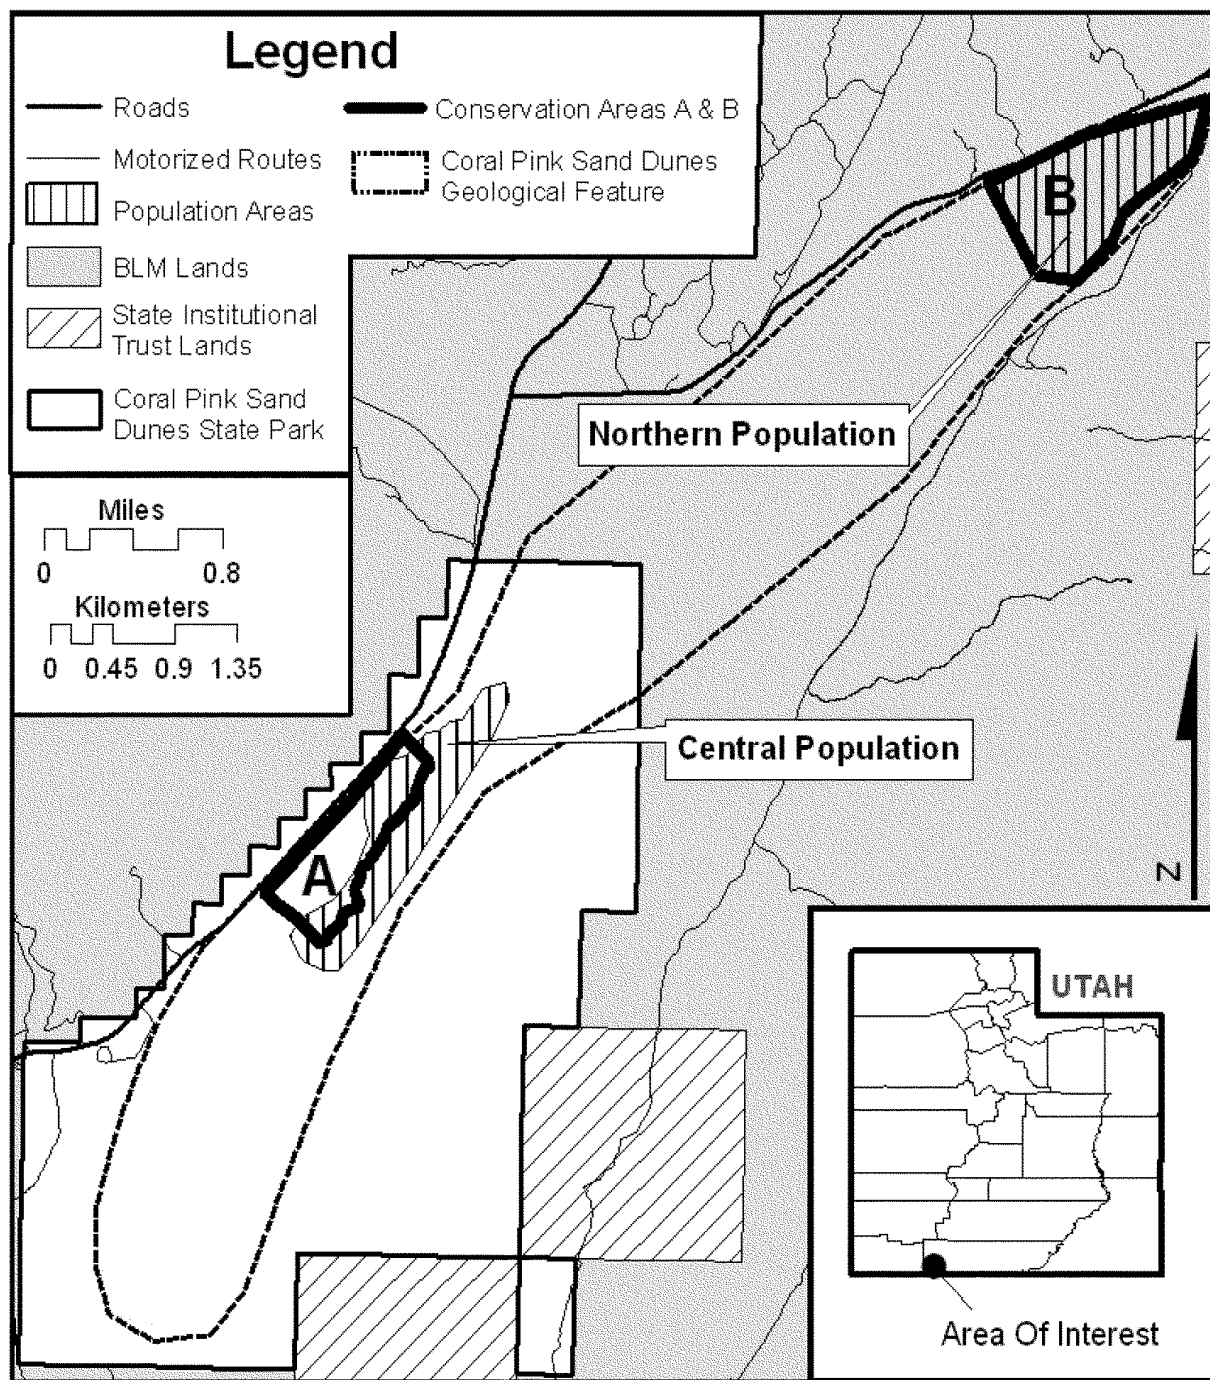 Legend
Roads
Motorized Routes
Population Areas
BLM Lands
State Institutional
Trust Lands
Coral Pink Sand
Dunes State Park
Conservation Areas A & B
Coral Pink Sand Dunes
Geological Feature
Miles
0 0.8
Kilometers
0 0.45 0.9 1.35
B
Northern Population
Central Population
A
N
UTAH
Area Of Interest